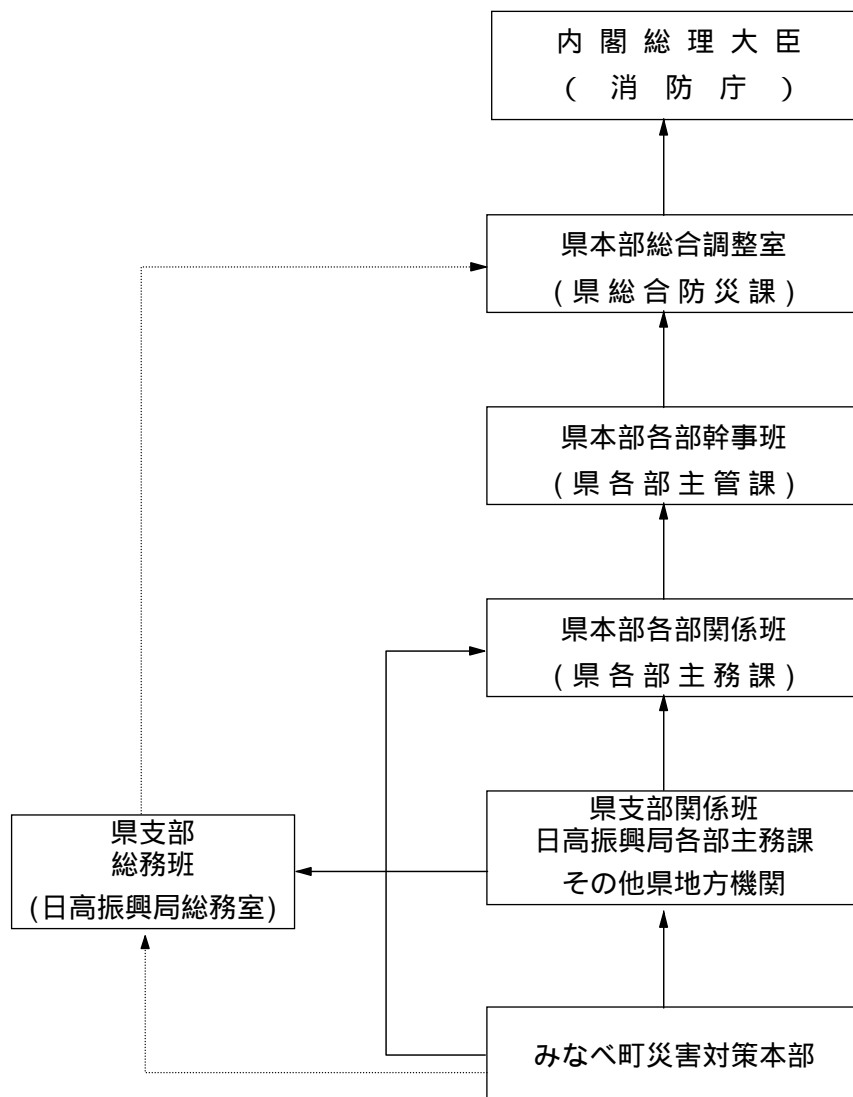 内閣総理大臣
(消防庁)
県本部総合調整室
(県総合防災課)
県本部各部幹事班
(県各部主管課)
県本部各部関係班
(県各部主務課)
県支部関係班
日高振興局各部主務課
その他県地方機関
県支部
総務班
(日高振興局総務室)
みなべ町災害対策本部